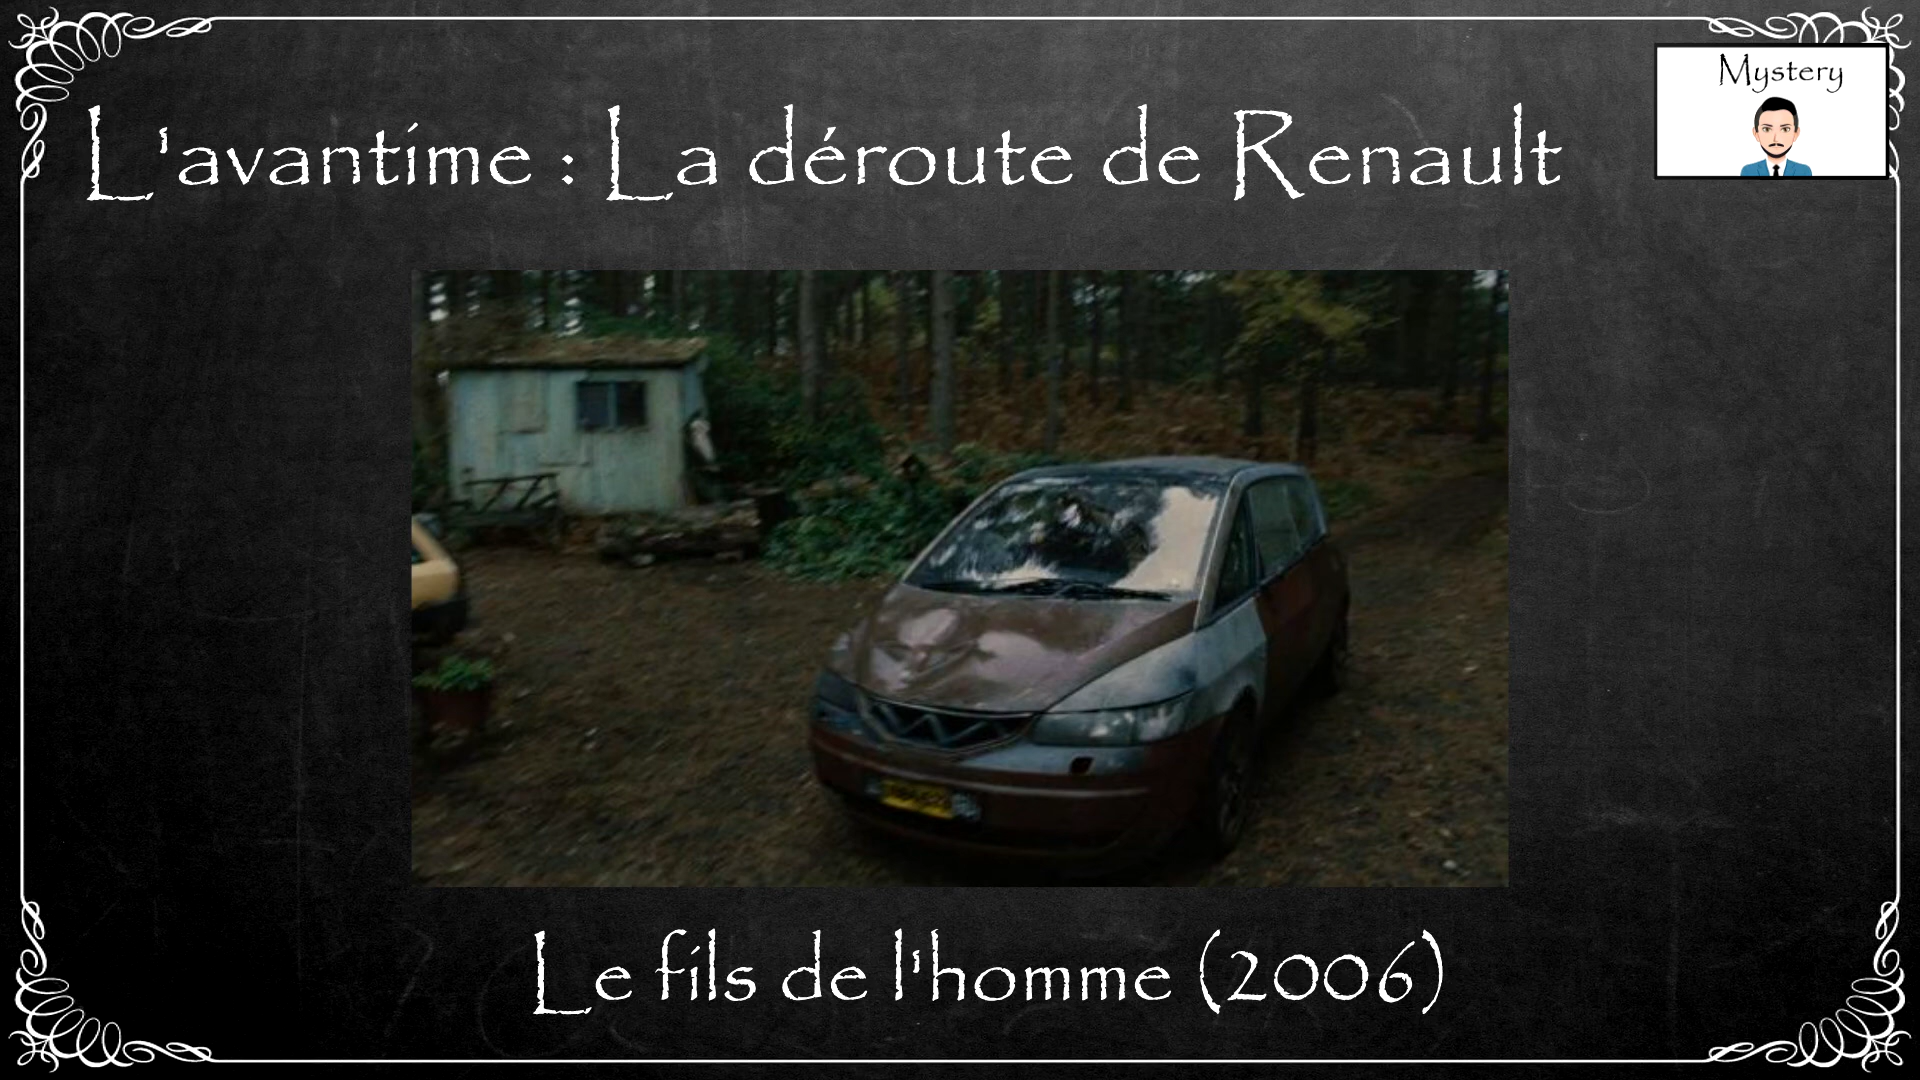 Mystery
L'avantime : La déroute de Renault
Le fils de l'homme (2006)